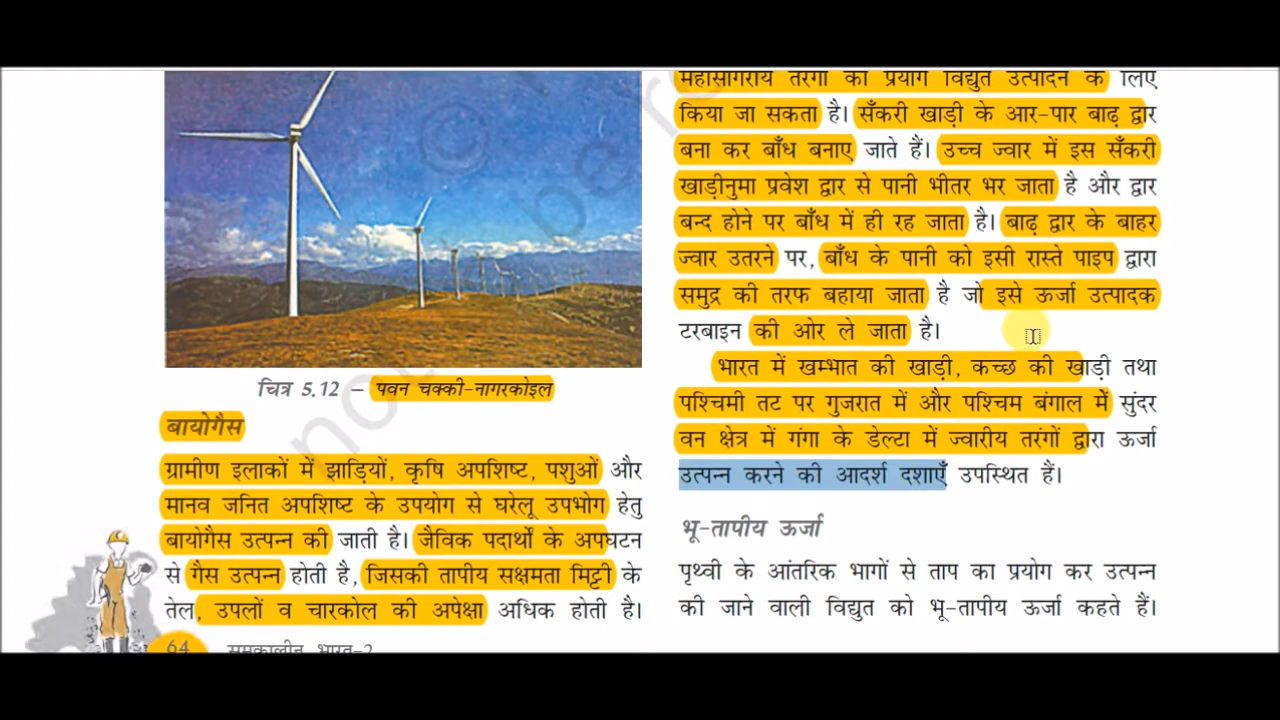 चित्र 5.12 – पवन चक्की-नागरकोइल
बायोगैस
ग्रामीण इलाकों में झाड़ियों, कृषि अपशिष्ट, पशुओं और
मानव जनित अपशिष्ट के उपयोग से घरेलू उपभोग हेतु
बायोगैस उत्पन्न की जाती है। जैविक पदार्थों के अपघटन
से गैस उत्पन्न होती है, जिसकी तापीय सक्षमता मिट्टी के
तेल, उपलों व चारकोल की अपेक्षा अधिक होती है।
64 समकालीन भारत-2
महासागरीय तरंगों का प्रयोग विद्युत उत्पादन के लिए
किया जा सकता है। सँकरी खाड़ी के आर-पार बाढ़ द्वार
बना कर बाँध बनाए जाते हैं। उच्च ज्वार में इस सँकरी
खाड़ीनुमा प्रवेश द्वार से पानी भीतर भर जाता है और द्वार
बन्द होने पर बाँध में ही रह जाता है। बाढ़ द्वार के बाहर
ज्वार उतरने पर, बाँध के पानी को इसी रास्ते पाइप द्वारा
समुद्र की तरफ बहाया जाता है जो इसे ऊर्जा उत्पादक
टरबाइन की ओर ले जाता है।
भारत में खम्भात की खाड़ी, कच्छ की खाड़ी तथा
पश्चिमी तट पर गुजरात में और पश्चिम बंगाल में सुंदर
वन क्षेत्र में गंगा के डेल्टा में ज्वारीय तरंगों द्वारा ऊर्जा
उत्पन्न करने की आदर्श दशाएँ उपस्थित हैं।
भू-तापीय ऊर्जा
पृथ्वी के आंतरिक भागों से ताप का प्रयोग कर उत्पन्न
की जाने वाली विद्युत को भू-तापीय ऊर्जा कहते हैं।